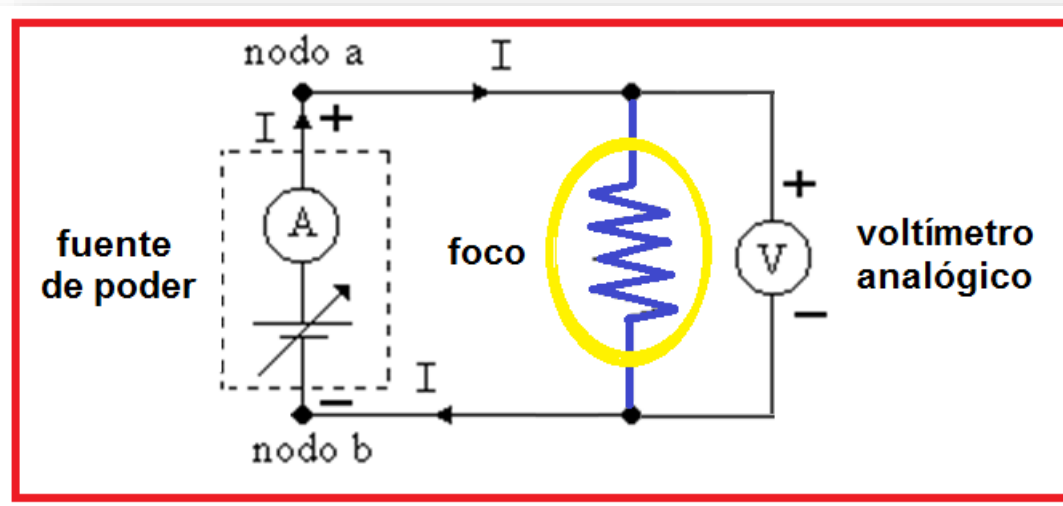 nodo a
I
I
+
A
fuente
de poder
foco
+
V
voltímetro
analógico
−
I
−
nodo b